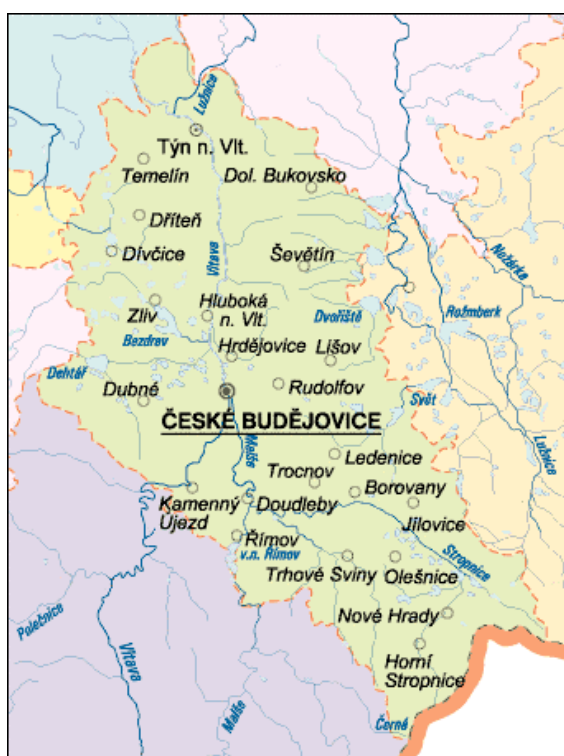 Lužnice
Týn n. Vlt.
Temelín
Dol. Bukovsko
Dříteň
Dívčice
Vltava
Ševětín
Nežárka
Zliv
Hluboká
n. Vlt.
Dvořiště
Rožmberk
Bezdrev
Hrdějovice
Lišov
Dehtář
Dubné
Rudolfov
Svět
ČESKÉ BUDĚJOVICE
Malše
Lužnice
Ledenice
Trocnov
Kamenný
Újezd
Doudleby
Borovany
Jílovice
Římov
v.n. Římov
Stropnice
Trhové Sviny
Olešnice
Polečnice
Nové Hrady
Vltava
Horní
Stropnice
Malše
Černá